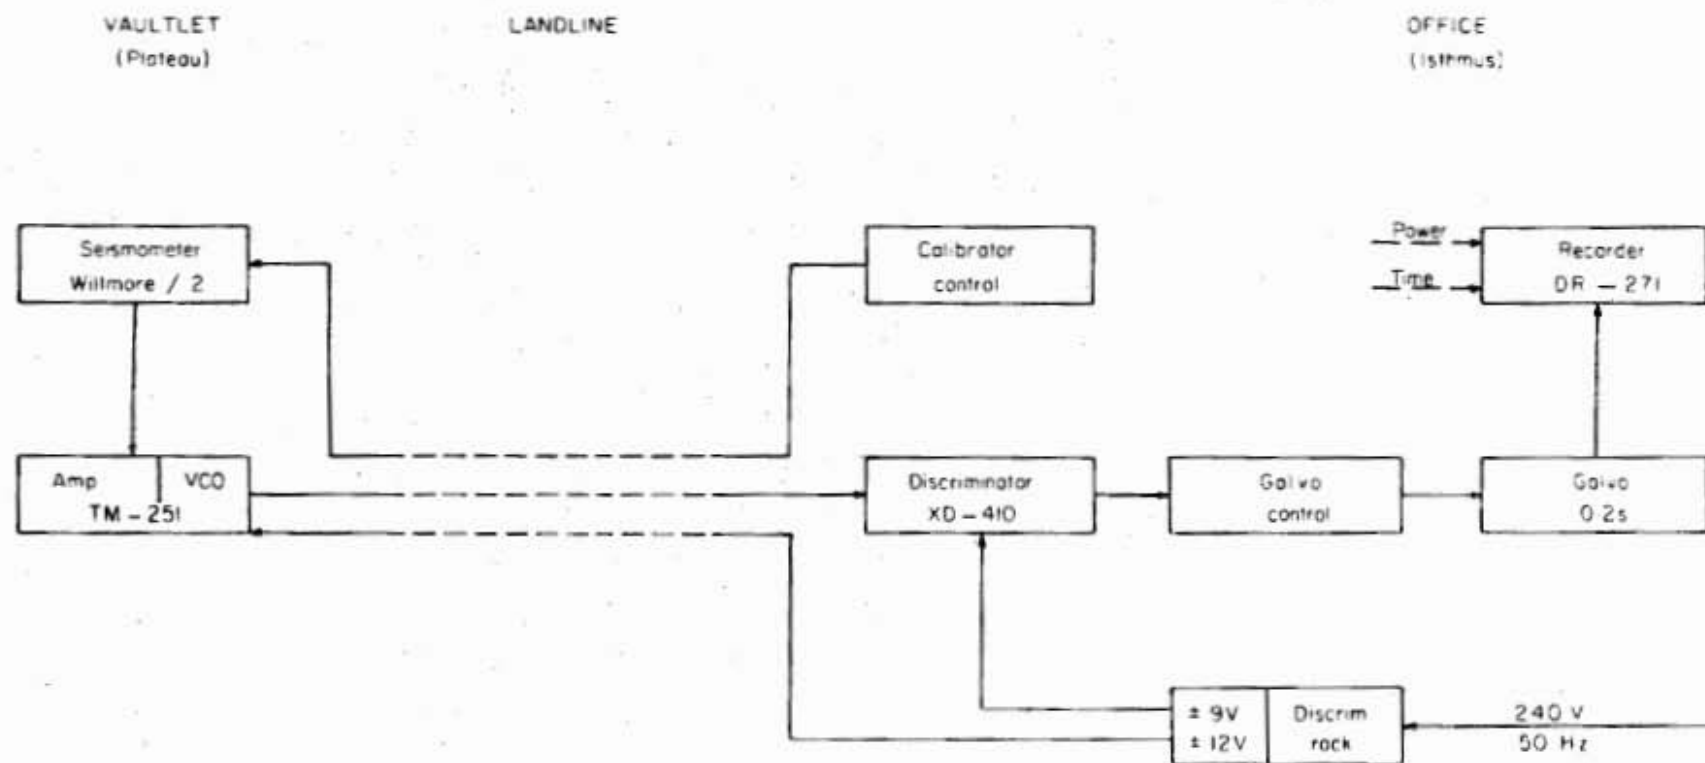 VAULTLET
(Plateau)
LANDLINE
OFFICE
(Isthmus)
Seismometer
Willmore / 2
Calibrator
control
Power
Time
Recorder
DR - 271
Amp
VCO
TM - 251
Discriminator
XD - 410
Galvo
control
Galvo
0.2s
± 9V
± 12V
Discrim
rack
240 V
50 Hz